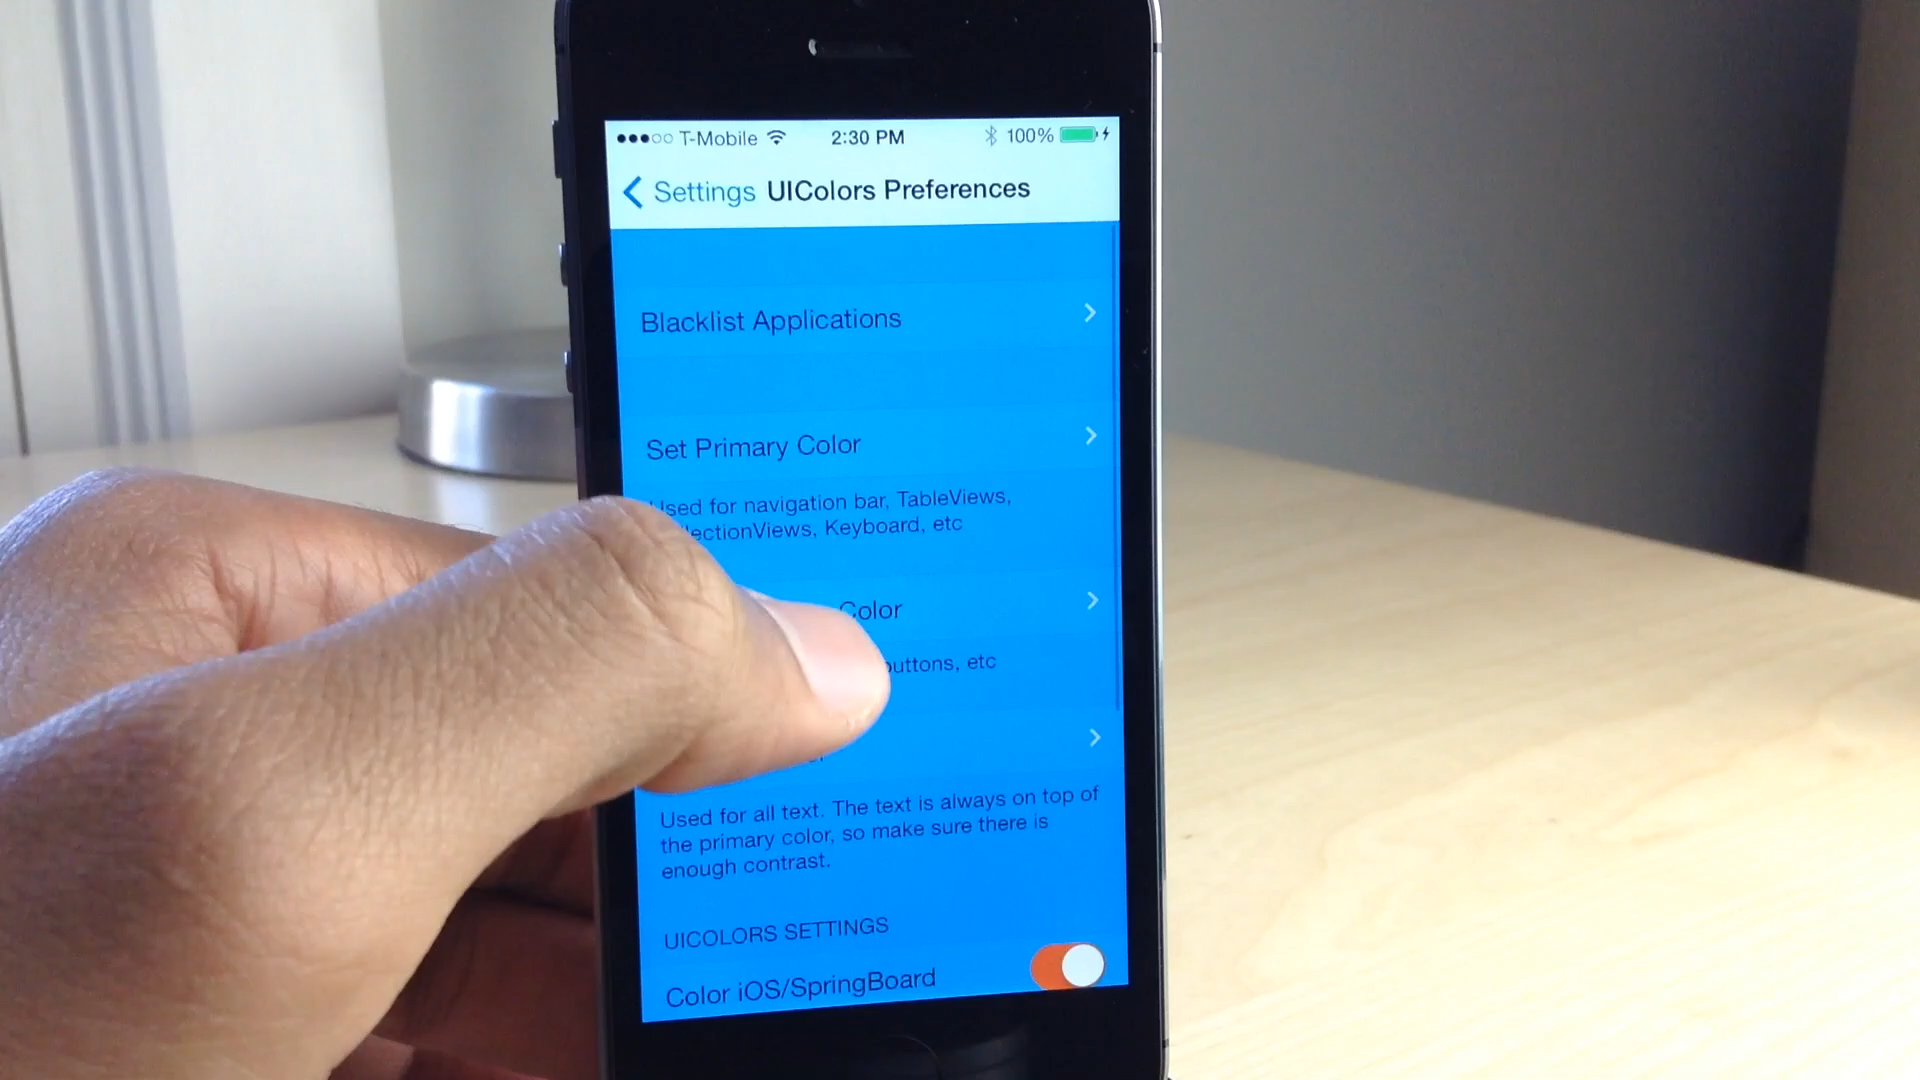 T-Mobile 2:30 PM 100%
Settings UIColors Preferences
Blacklist Applications
Set Primary Color
Used for navigation bar, TableViews,
Keyboard, etc
Color
buttons, etc
Used for all text. The text is always on top of
the primary color, so make sure there is
enough contrast.
UICOLORS SETTINGS
Color iOS/SpringBoard